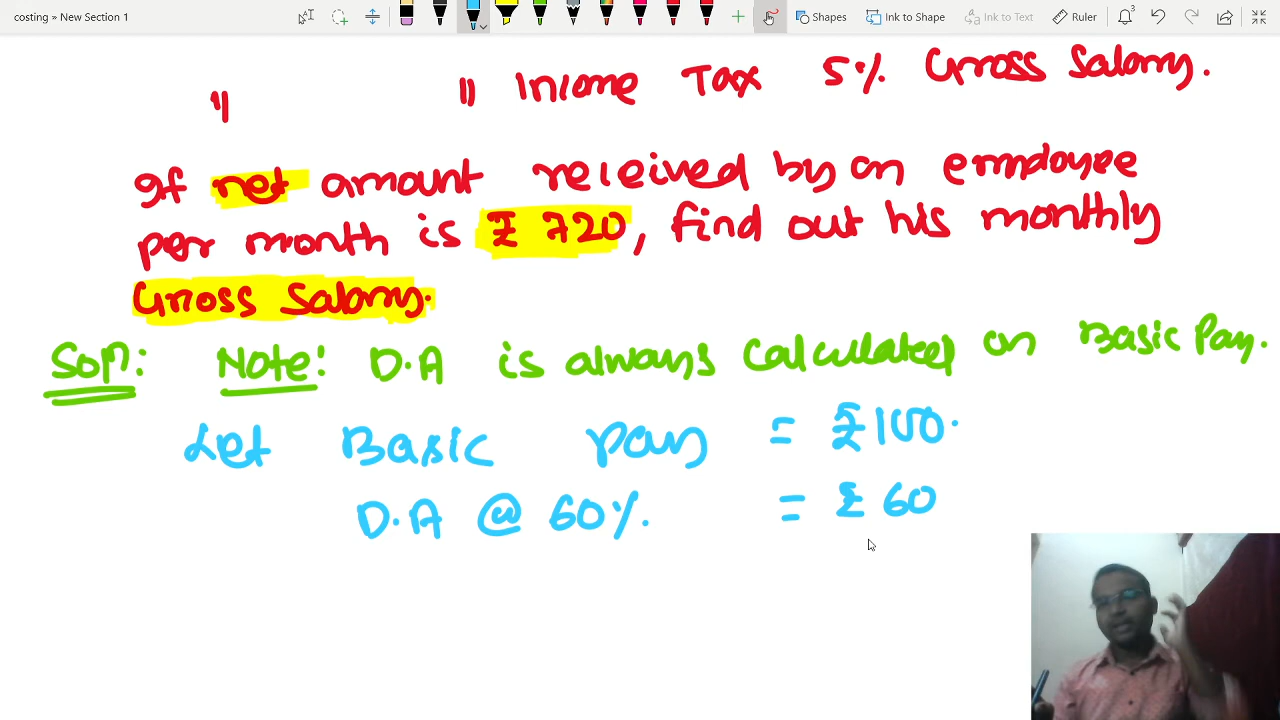 costing » New Section 1
Shapes Ink to Shape Ink to Text Ruler 3
" " Income Tax 5% Gross Salary.
If net amount received by an employee
per month is ₹ 720, find out his monthly
Gross Salary.
Soln: Note: D.A is always calculated on Basic Pay.
Let Basic pay = ₹100.
D.A @ 60% = ₹ 60